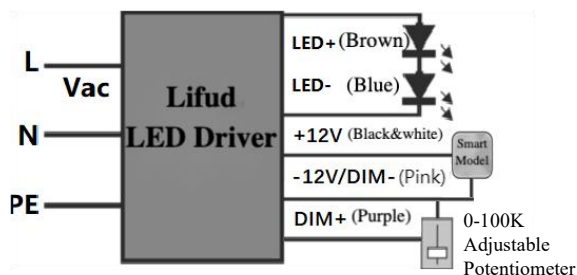 L
Vac
N
PE
Lifud
LED Driver
LED+ (Brown)
LED- (Blue)
+12V (Black&white)
-12V/DIM- (Pink)
DIM+ (Purple)
Smart
Model
0-100K
Adjustable
Potentiometer